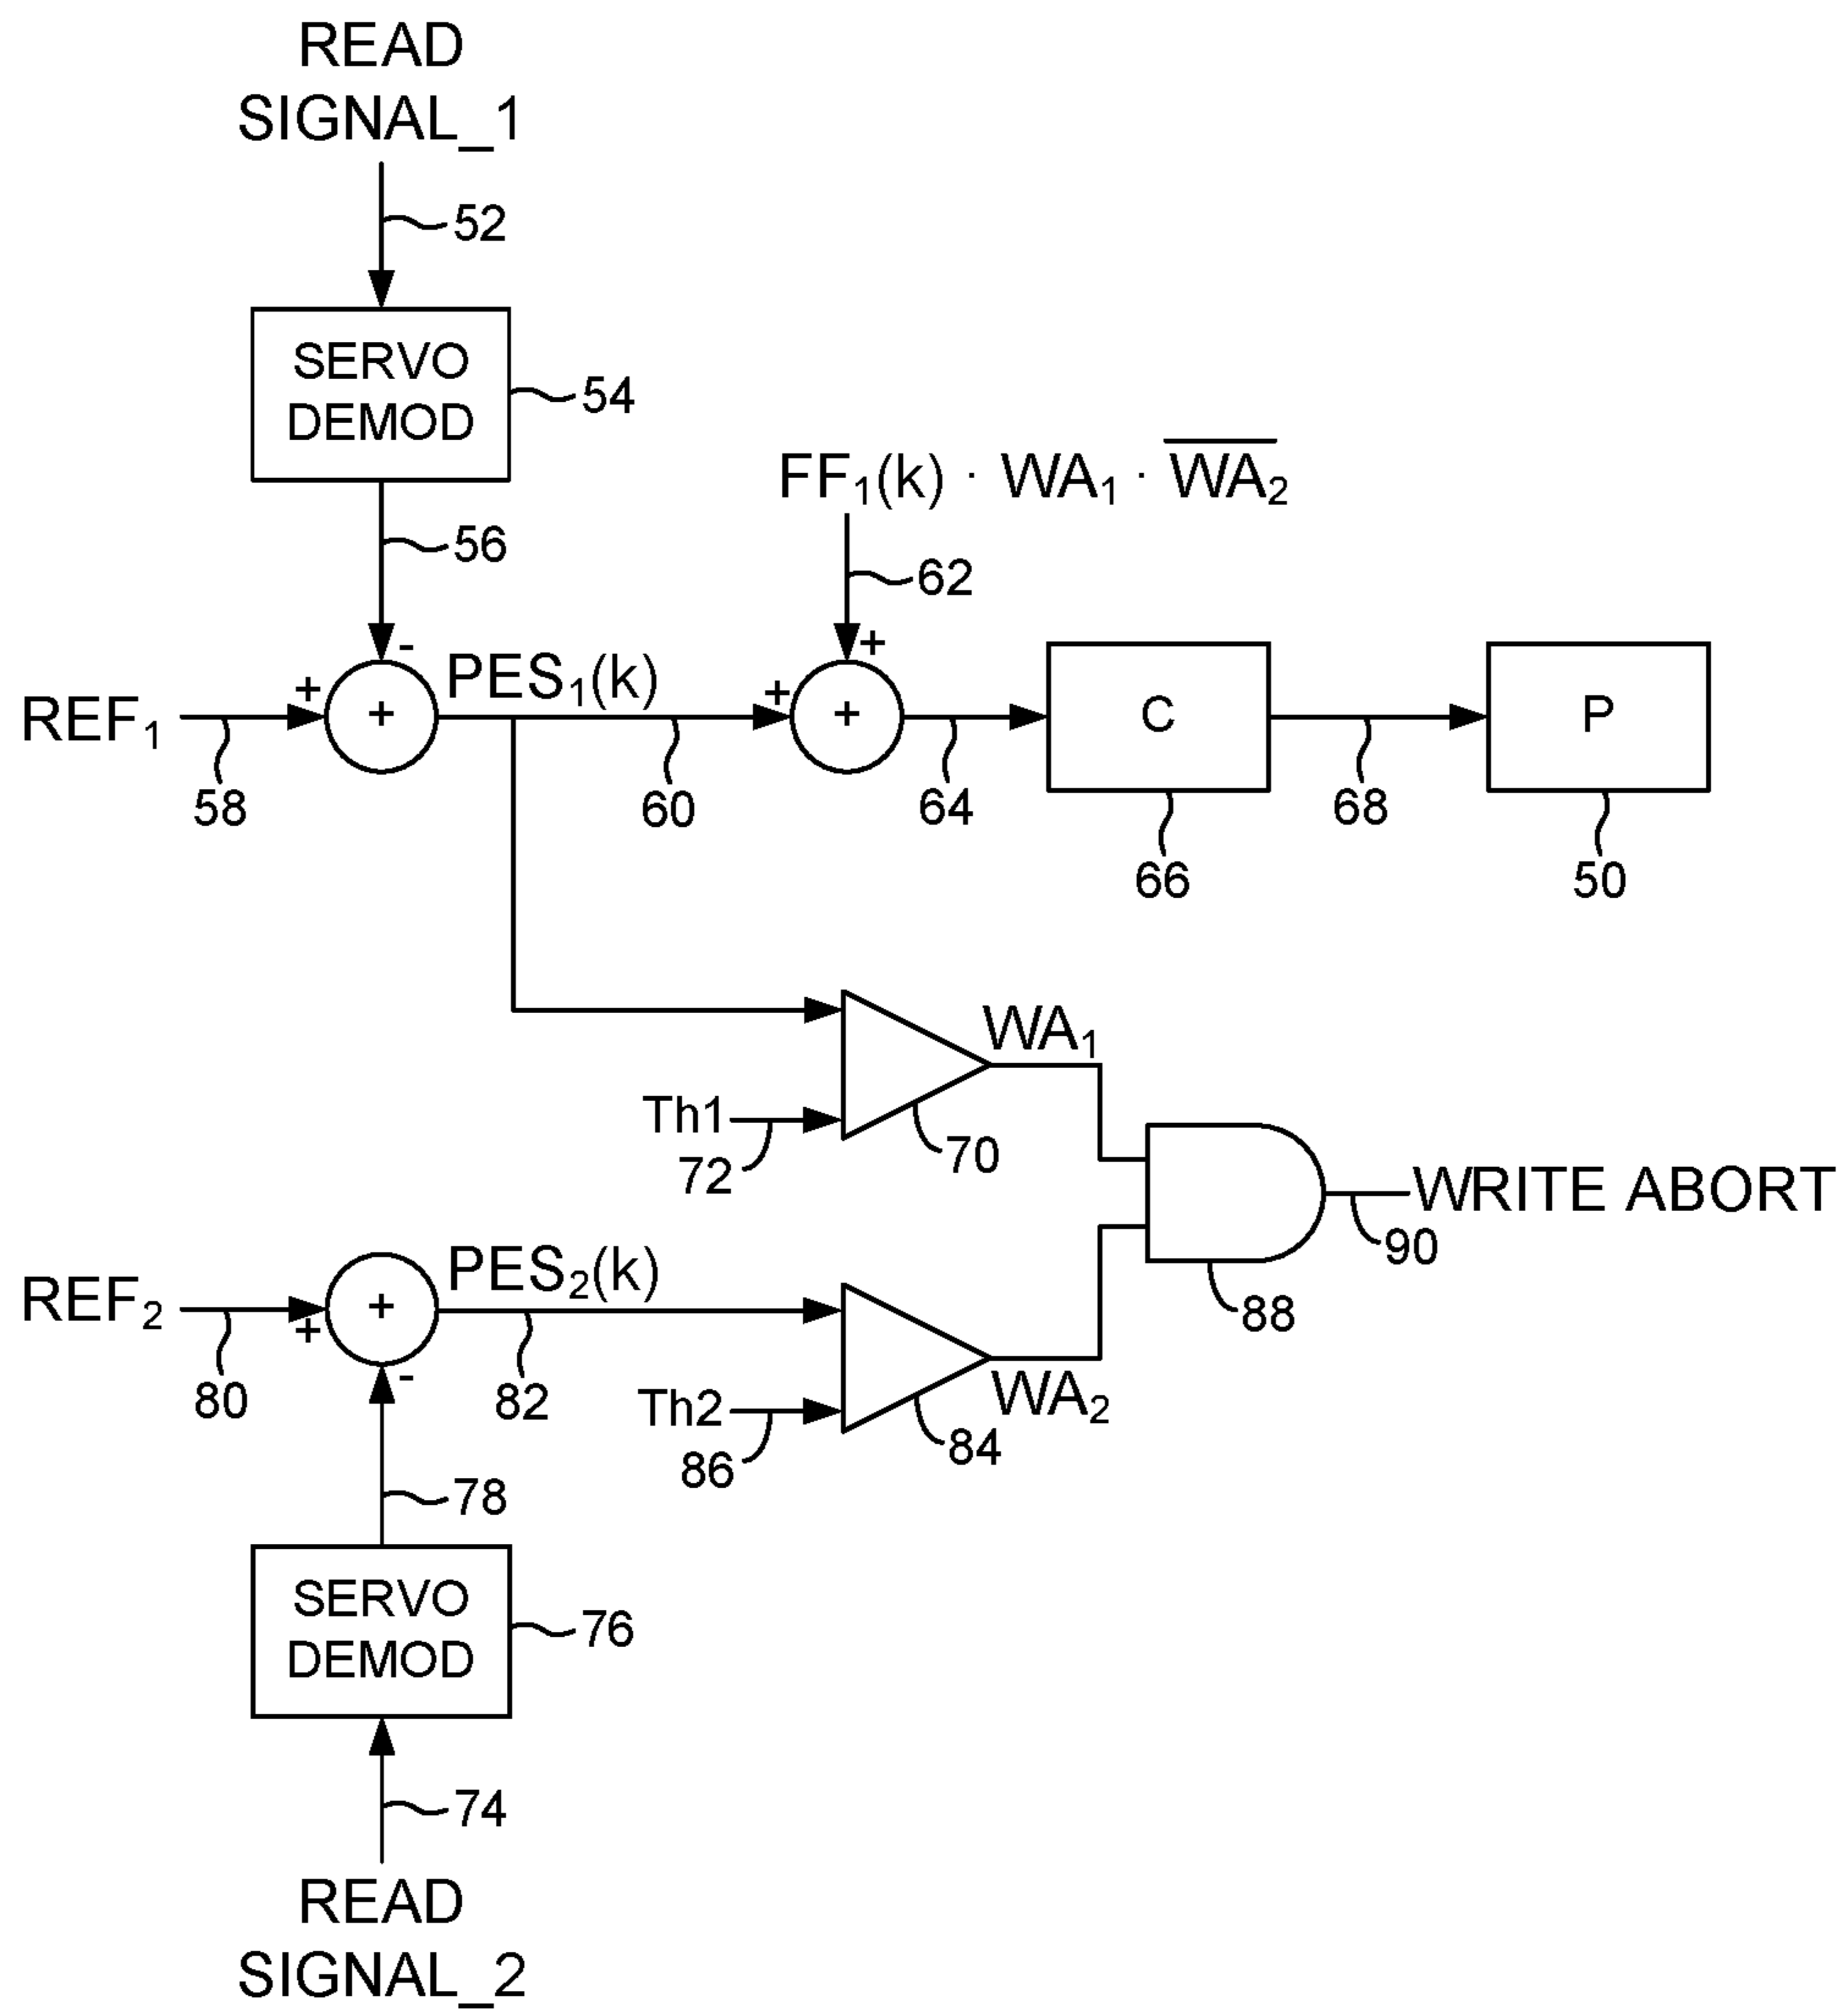 READ
SIGNAL_1
52
SERVO
DEMOD
54
56
FF₁(k) · WA₁ · W̅A̅₂̅
62
-
+
REF₁
+
+
PES₁(k)
+
+
C
P
58
60
64
66
68
50
WA₁
Th1
72
70
WRITE ABORT
90
88
REF₂
+
+
PES₂(k)
-
80
82
Th2
86
84
WA₂
78
SERVO
DEMOD
76
74
READ
SIGNAL_2